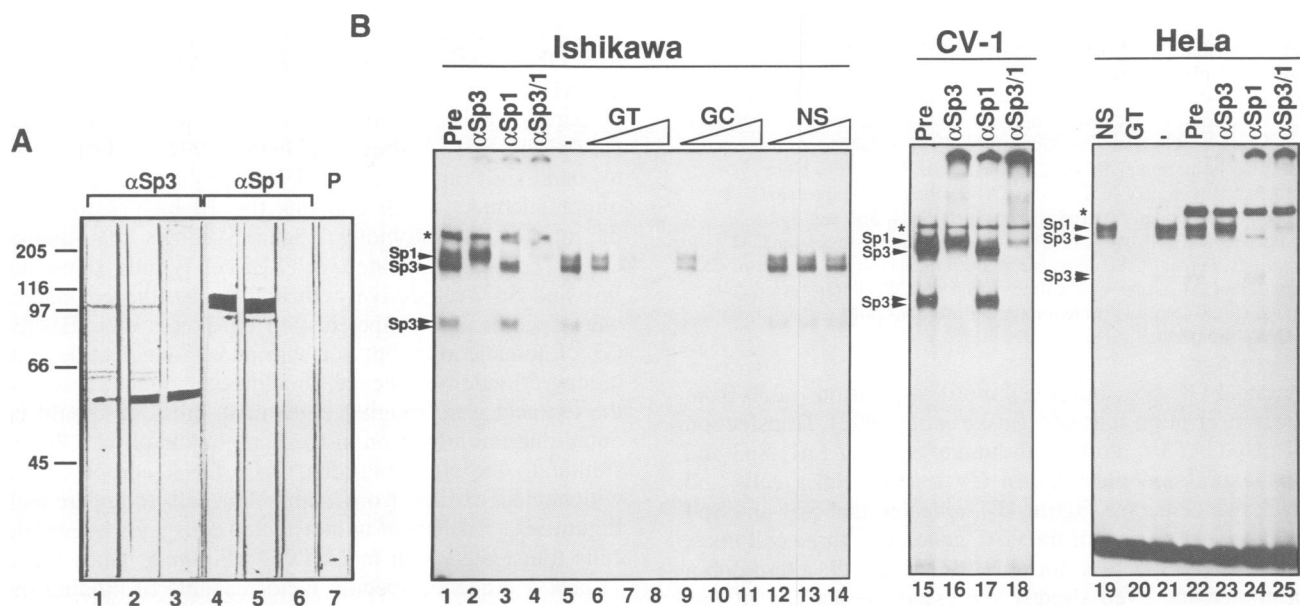 A
αSp3 αSp1 P
205
116
97
66
45
1 2 3 4 5 6 7
B
Ishikawa
Pre αSp3 αSp1 αSp3/1 - GT GC NS
*
Sp1
Sp3
Sp3
1 2 3 4 5 6 7 8 9 10 11 12 13 14
CV-1
Pre αSp3 αSp1 αSp3/1
*
Sp1
Sp3
Sp3
15 16 17 18
HeLa
NS GT - Pre αSp3 αSp1 αSp3/1
*
Sp1
Sp3
Sp3
19 20 21 22 23 24 25